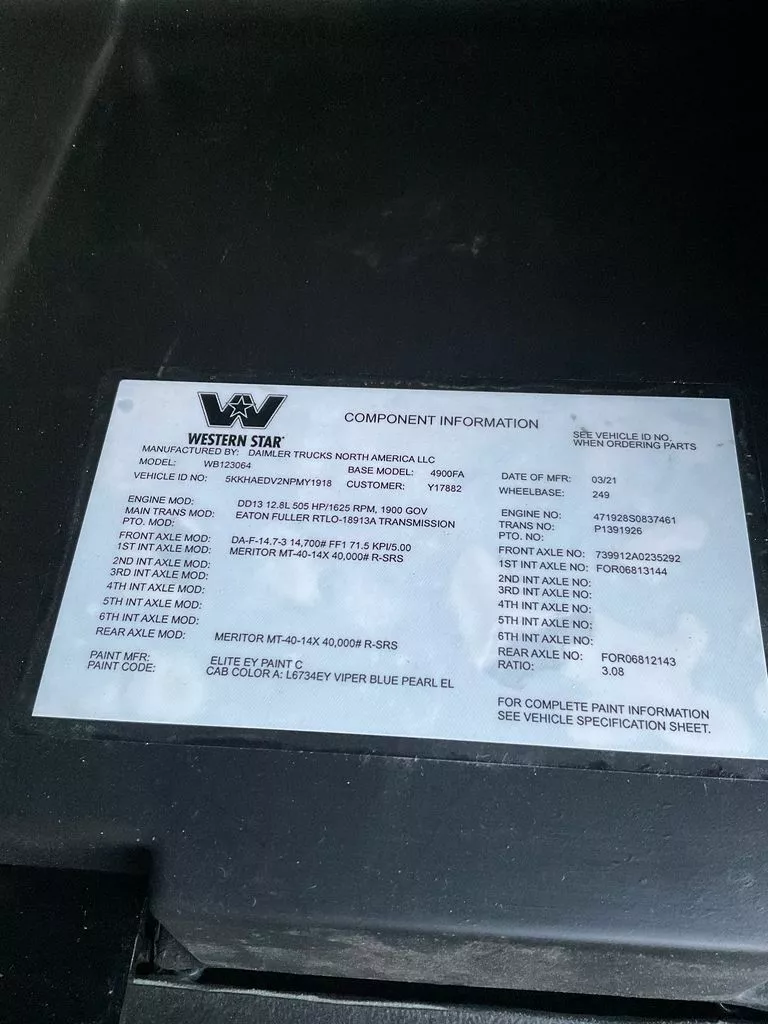 WESTERN STAR
COMPONENT INFORMATION
SEE VEHICLE ID NO.
WHEN ORDERING PARTS
MANUFACTURED BY: DAIMLER TRUCKS NORTH AMERICA LLC
MODEL: WB123064
BASE MODEL: 4900FA
DATE OF MFR: 03/21
VEHICLE ID NO: 5KKHAEDV2NPMY1918 CUSTOMER: Y17882
WHEELBASE: 249
ENGINE MOD: DD13 12.8L 505 HP/1625 RPM, 1900 GOV
ENGINE NO: 471928S0837461
MAIN TRANS MOD: EATON FULLER RTLO-18913A TRANSMISSION
TRANS NO: P1391926
PTO. MOD:
PTO. NO:
FRONT AXLE MOD: DA-F-14.7-3 14,700# FF1 71.5 KPI/5.00
FRONT AXLE NO: 739912A0235292
1ST INT AXLE MOD: MERITOR MT-40-14X 40,000# R-SRS
1ST INT AXLE NO: FOR06813144
2ND INT AXLE MOD:
2ND INT AXLE NO:
3RD INT AXLE MOD:
3RD INT AXLE NO:
4TH INT AXLE MOD:
4TH INT AXLE NO:
5TH INT AXLE MOD:
5TH INT AXLE NO:
6TH INT AXLE MOD:
6TH INT AXLE NO:
REAR AXLE MOD: MERITOR MT-40-14X 40,000# R-SRS
REAR AXLE NO: FOR06812143
RATIO: 3.08
PAINT MFR: ELITE EY PAINT C
PAINT CODE: CAB COLOR A: L6734EY VIPER BLUE PEARL EL
FOR COMPLETE PAINT INFORMATION
SEE VEHICLE SPECIFICATION SHEET.